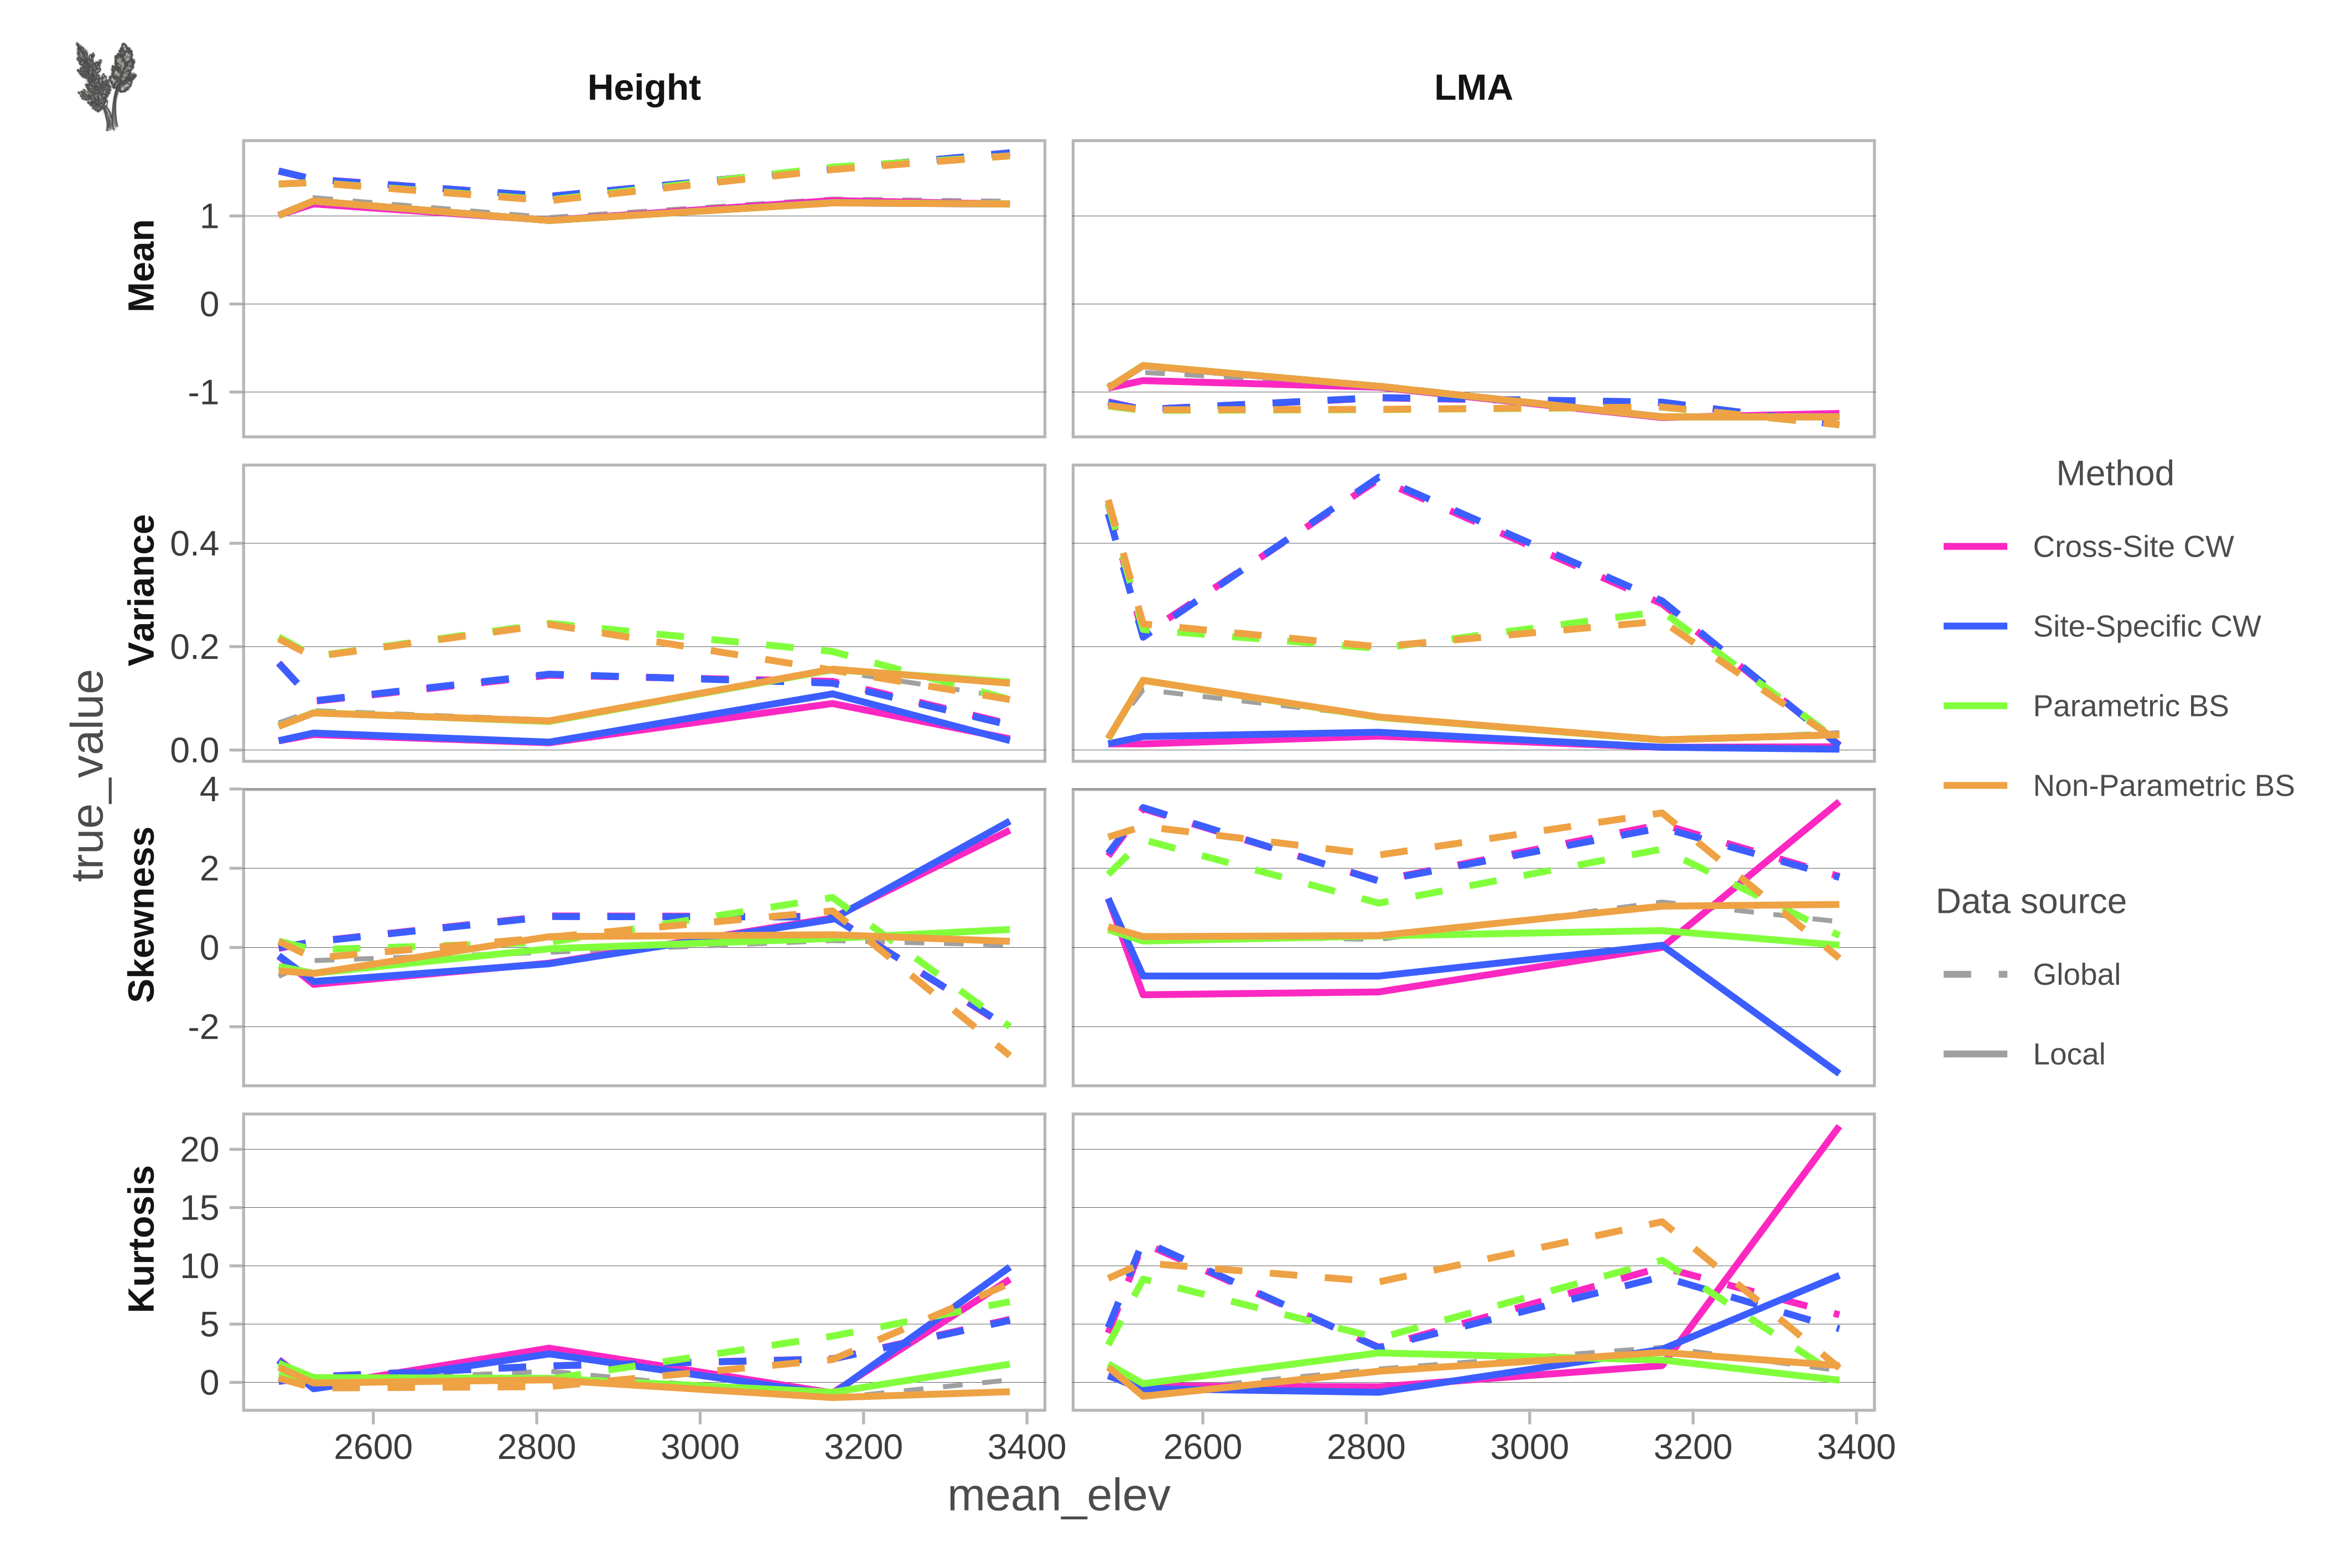 Height
LMA
Mean
1
0
-1
Variance
0.4
0.2
0.0
Skewness
4
2
0
-2
Kurtosis
20
15
10
5
0
true_value
2600
2800
3000
3200
3400
2600
2800
3000
3200
3400
mean_elev
Method
Cross-Site CW
Site-Specific CW
Parametric BS
Non-Parametric BS
Data source
Global
Local